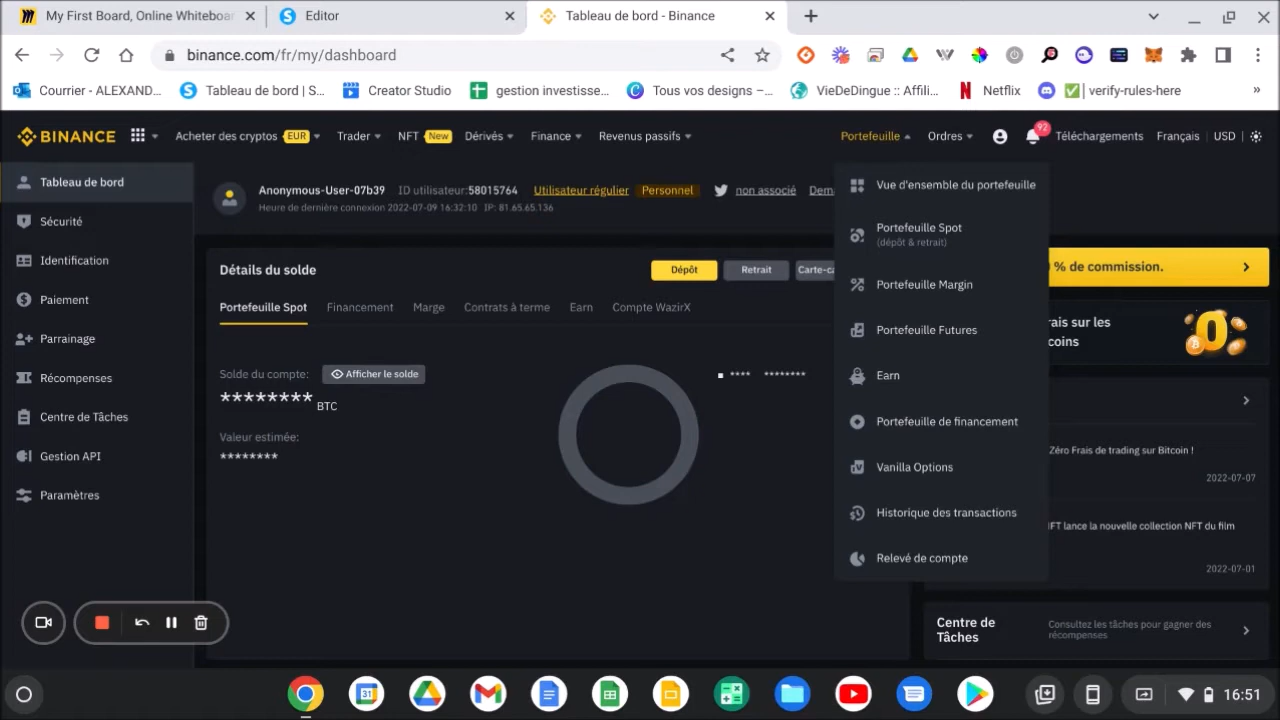 My First Board, Online Whiteboar
Editor
Tableau de bord - Binance
binance.com/fr/my/dashboard
Courrier - ALEXAND...
Tableau de bord | S...
Creator Studio
gestion investisse...
Tous vos designs –...
VieDeDingue :: Affili...
Netflix
✅ | verify-rules-here
»
BINANCE
Acheter des cryptos EUR
Trader
NFT New
Dérivés
Finance
Revenus passifs
Portefeuille
Ordres
92
Téléchargements
Français
USD
Tableau de bord
Sécurité
Identification
Paiement
Parrainage
Récompenses
Centre de Tâches
Gestion API
Paramètres
Anonymous-User-07b39 ID utilisateur:58015764 Utilisateur régulier Personnel non associé Dem
Heure de dernière connexion 2022-07-09 16:32:10 IP: 81.65.65.136
Détails du solde
Dépôt
Retrait
Carte-ca
Portefeuille Spot
Financement
Marge
Contrats à terme
Earn
Compte WazirX
Solde du compte: Afficher le solde
******** BTC
Valeur estimée:
********
**** ********
Vue d'ensemble du portefeuille
Portefeuille Spot
(dépôt & retrait)
Portefeuille Margin
Portefeuille Futures
Earn
Portefeuille de financement
Vanilla Options
Historique des transactions
Relevé de compte
% de commission.
rais sur les
coins
0
Zéro Frais de trading sur Bitcoin !
2022-07-07
IFT lance la nouvelle collection NFT du film
2022-07-01
Centre de
Tâches
Consultez les tâches pour gagner des
récompenses
31
16:51